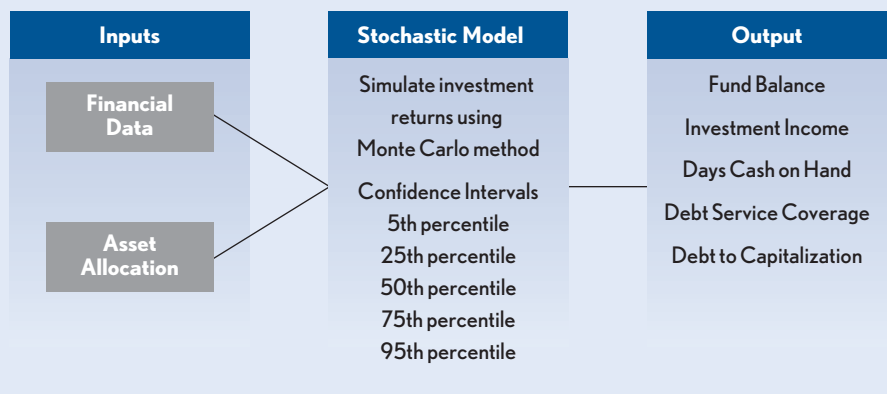 Inputs
Financial
Data
Asset
Allocation
Stochastic Model
Simulate investment
returns using
Monte Carlo method
Confidence Intervals
5th percentile
25th percentile
50th percentile
75th percentile
95th percentile
Output
Fund Balance
Investment Income
Days Cash on Hand
Debt Service Coverage
Debt to Capitalization